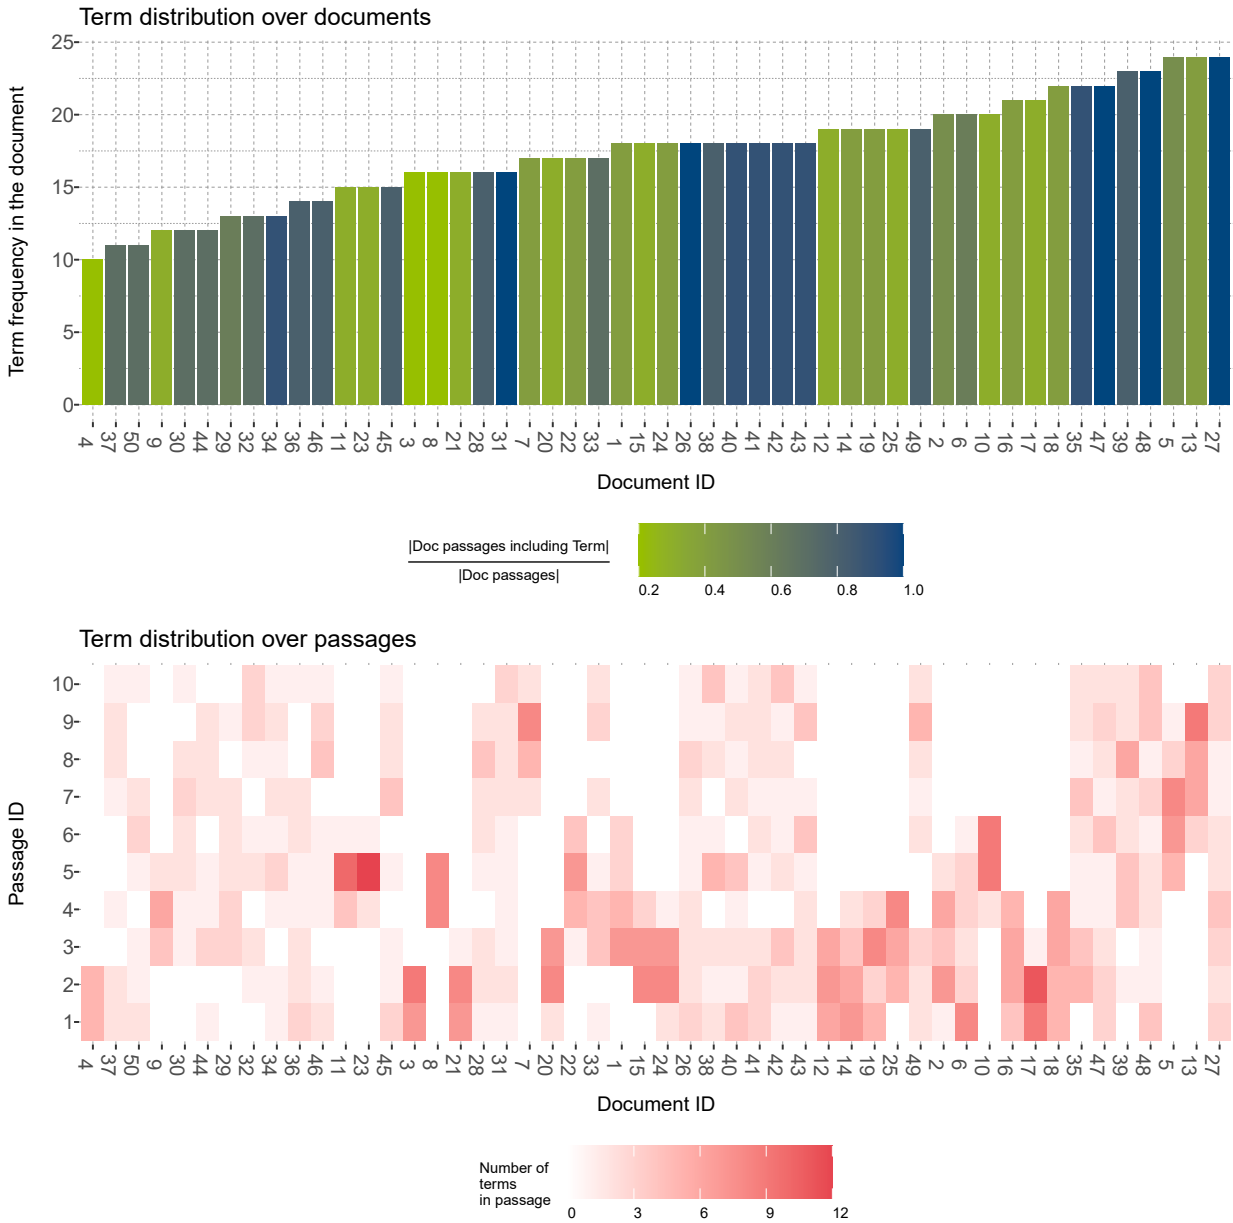 Term distribution over documents
Term frequency in the document
25
20
15
10
5
0
4 37 50 9 30 44 29 32 34 36 46 11 23 45 3 8 21 28 31 7 20 22 33 1 15 24 26 38 40 41 42 43 12 14 19 25 49 2 6 10 16 17 18 35 47 39 48 5 13 27
Document ID
|Doc passages including Term|
|Doc passages|
0.2 0.4 0.6 0.8 1.0
Term distribution over passages
Passage ID
10
9
8
7
6
5
4
3
2
1
4 37 50 9 30 44 29 32 34 36 46 11 23 45 3 8 21 28 31 7 20 22 33 1 15 24 26 38 40 41 42 43 12 14 19 25 49 2 6 10 16 17 18 35 47 39 48 5 13 27
Document ID
Number of
terms
in passage
0 3 6 9 12